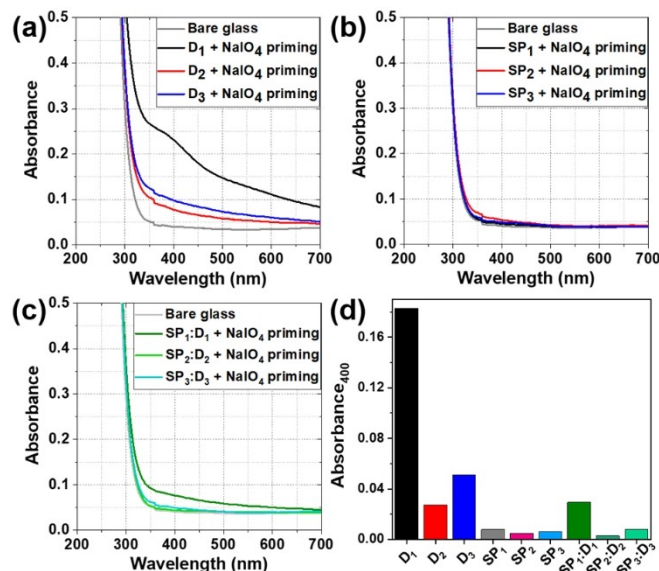 (a)
Bare glass
D₁ + NaIO₄ priming
D₂ + NaIO₄ priming
D₃ + NaIO₄ priming
0.5
0.4
0.3
0.2
0.1
0.0
Absorbance
200 300 400 500 600 700
Wavelength (nm)
(b)
Bare glass
SP₁ + NaIO₄ priming
SP₂ + NaIO₄ priming
SP₃ + NaIO₄ priming
0.5
0.4
0.3
0.2
0.1
0.0
Absorbance
200 300 400 500 600 700
Wavelength (nm)
(c)
Bare glass
SP₁:D₁ + NaIO₄ priming
SP₂:D₂ + NaIO₄ priming
SP₃:D₃ + NaIO₄ priming
0.5
0.4
0.3
0.2
0.1
0.0
Absorbance
200 300 400 500 600 700
Wavelength (nm)
(d)
0.16
0.12
0.08
0.04
0.00
Absorbance₄₀₀
D₁ D₂ D₃ SP₁ SP₂ SP₃ SP₁:D₁ SP₂:D₂ SP₃:D₃